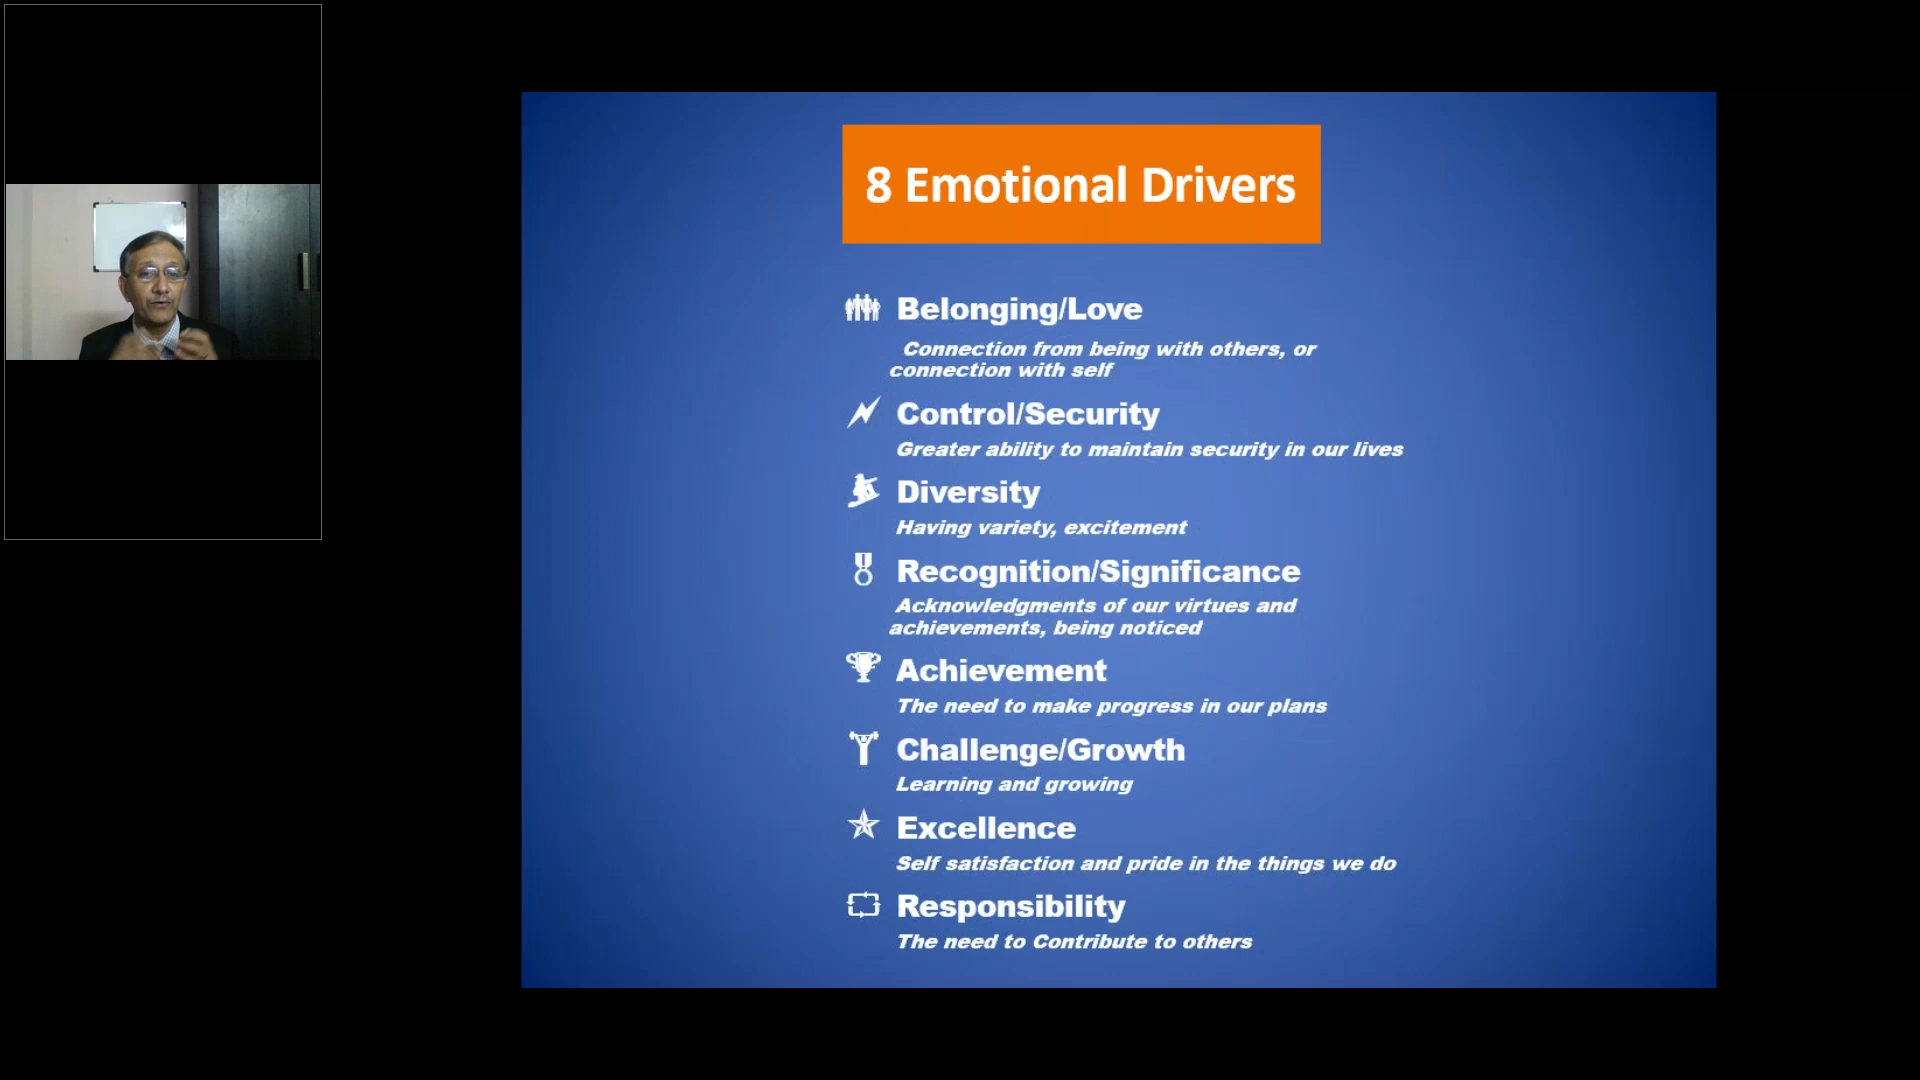 8 Emotional Drivers
Belonging/Love
Connection from being with others, or
connection with self
Control/Security
Greater ability to maintain security in our lives
Diversity
Having variety, excitement
Recognition/Significance
Acknowledgments of our virtues and
achievements, being noticed
Achievement
The need to make progress in our plans
Challenge/Growth
Learning and growing
Excellence
Self satisfaction and pride in the things we do
Responsibility
The need to Contribute to others